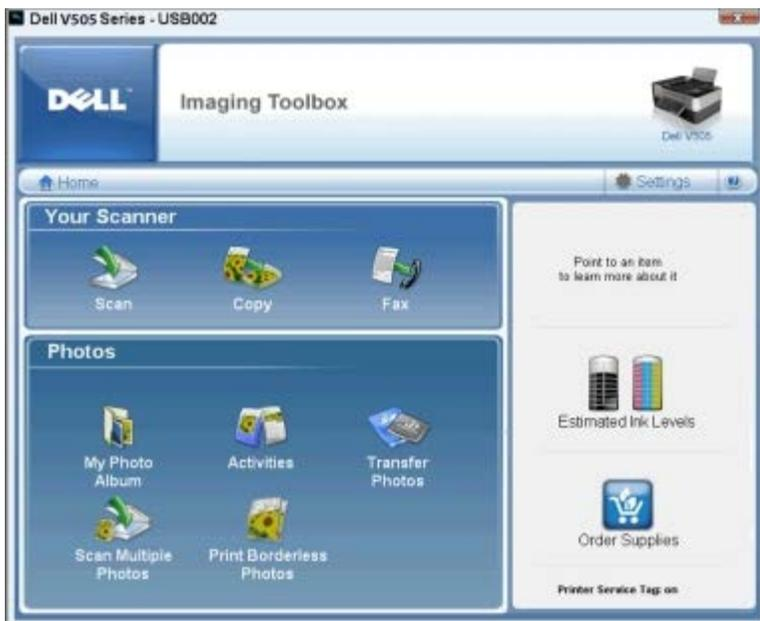 Dell V505 Series - USB002
DELL
Imaging Toolbox
Dell V505
Home
Settings
Your Scanner
Scan
Copy
Fax
Point to an item
to learn more about it
Photos
My Photo
Album
Activities
Transfer
Photos
Scan Multiple
Photos
Print Borderless
Photos
Estimated Ink Levels
Order Supplies
Printer Service Tag: on